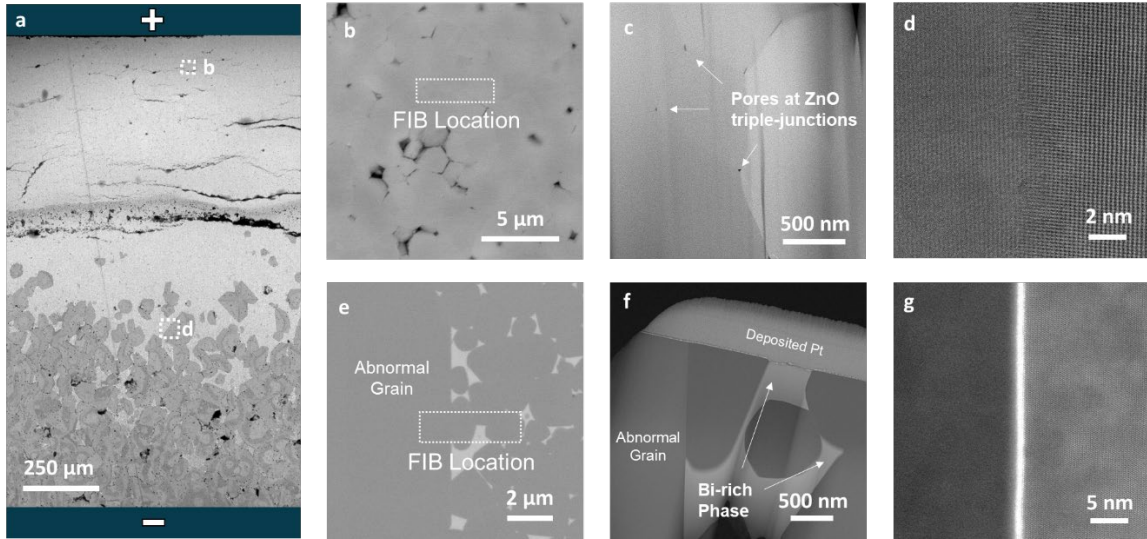 a
+
b
d
250 µm
−
b
FIB Location
5 µm
c
Pores at ZnO
triple-junctions
500 nm
d
2 nm
e
Abnormal
Grain
FIB Location
2 µm
f
Deposited Pt
Abnormal
Grain
Bi-rich
Phase
500 nm
g
5 nm